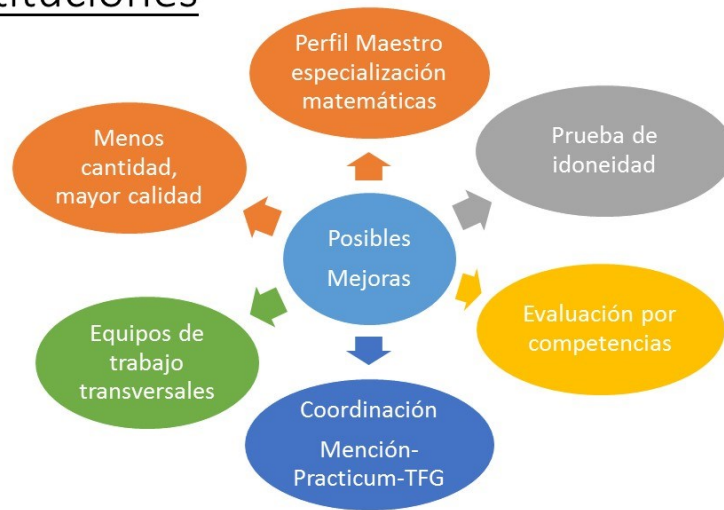 Perfil Maestro
especialización
matemáticas
Menos
cantidad,
mayor calidad
Prueba de
idoneidad
Posibles
Mejoras
Equipos de
trabajo
transversales
Evaluación por
competencias
Coordinación
Mención-
Practicum-TFG